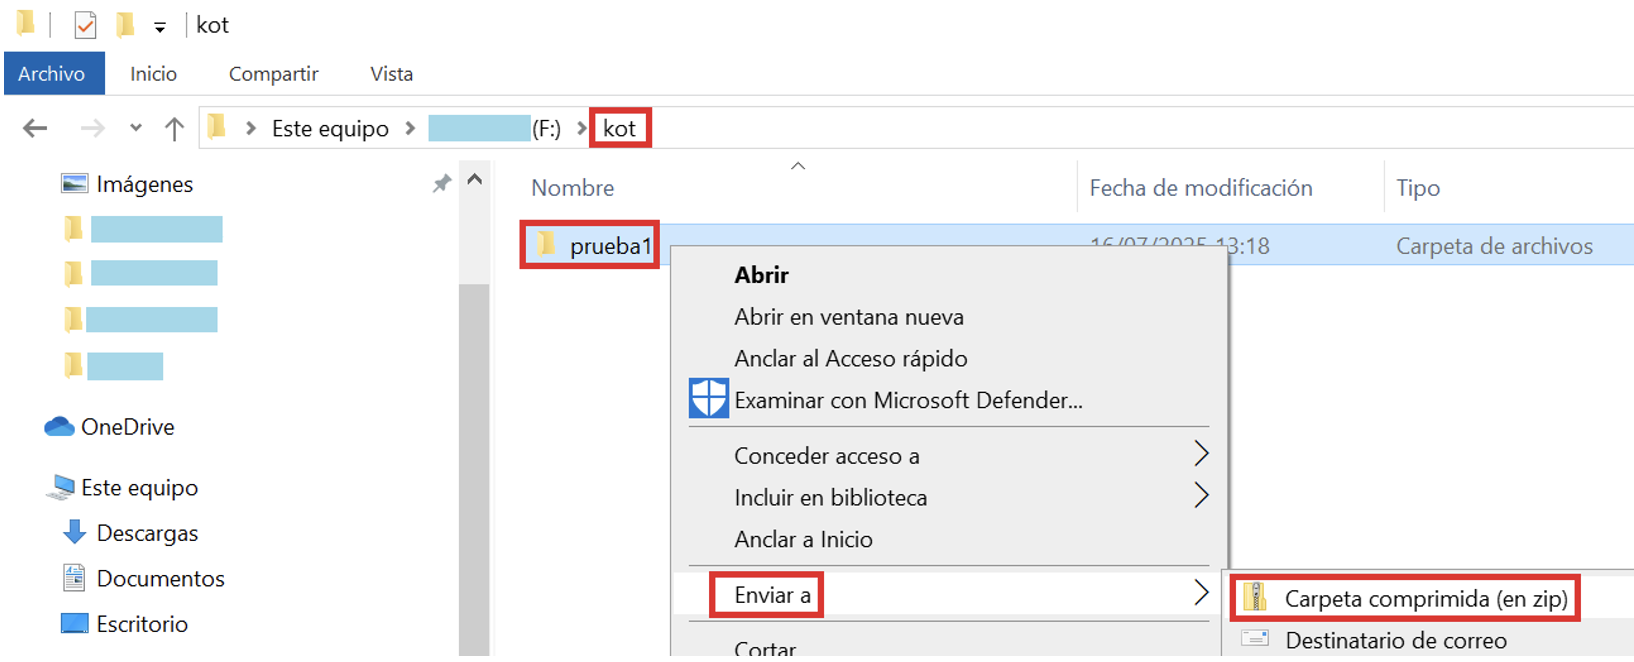 kot
Archivo Inicio Compartir Vista
Este equipo (F:) kot
Imágenes
OneDrive
Este equipo
Descargas
Documentos
Escritorio
Nombre Fecha de modificación Tipo
prueba1 16/07/2025 13:18 Carpeta de archivos
Abrir
Abrir en ventana nueva
Anclar al Acceso rápido
Examinar con Microsoft Defender...
Conceder acceso a
Incluir en biblioteca
Anclar a Inicio
Enviar a
Cortar
Carpeta comprimida (en zip)
Destinatario de correo